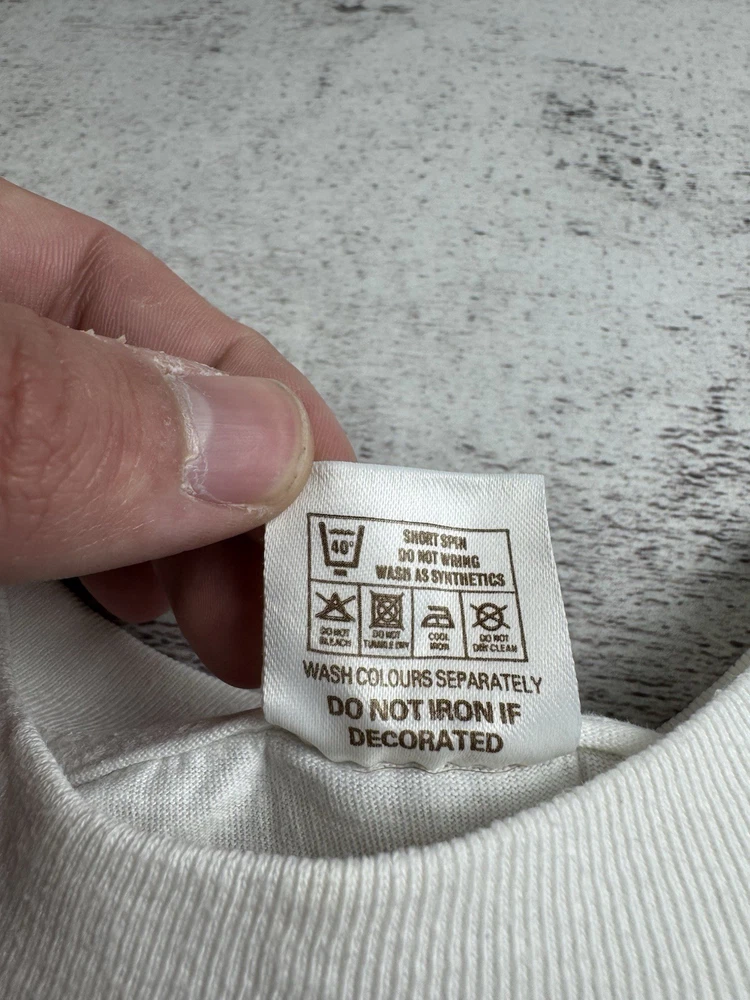 40°
SHORT SPIN
DO NOT WRING
WASH AS SYNTHETICS
DO NOT
BLEACH
DO NOT
TUMBLE DRY
COOL
IRON
DO NOT
DRY CLEAN
WASH COLOURS SEPARATELY
DO NOT IRON IF
DECORATED